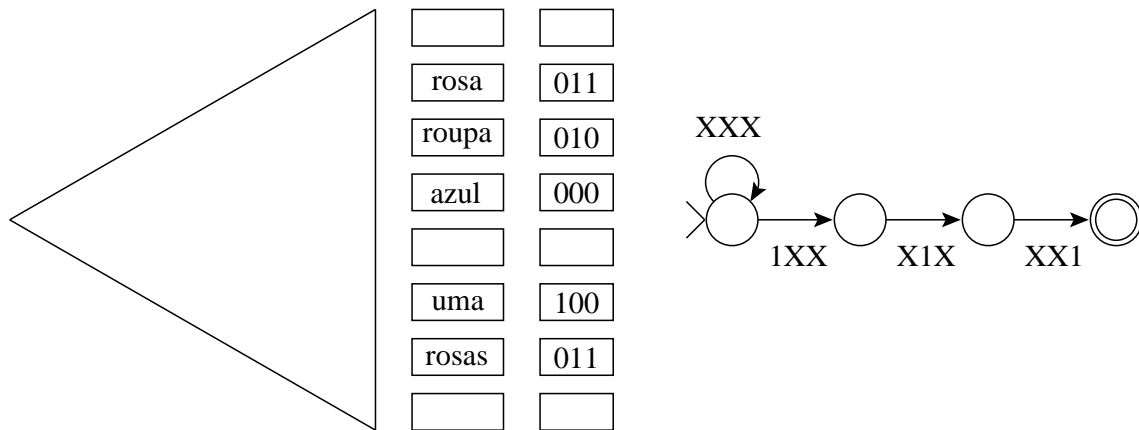 rosa 011
roupa 010
azul 000
uma 100
rosas 011
XXX
1XX X1X XX1